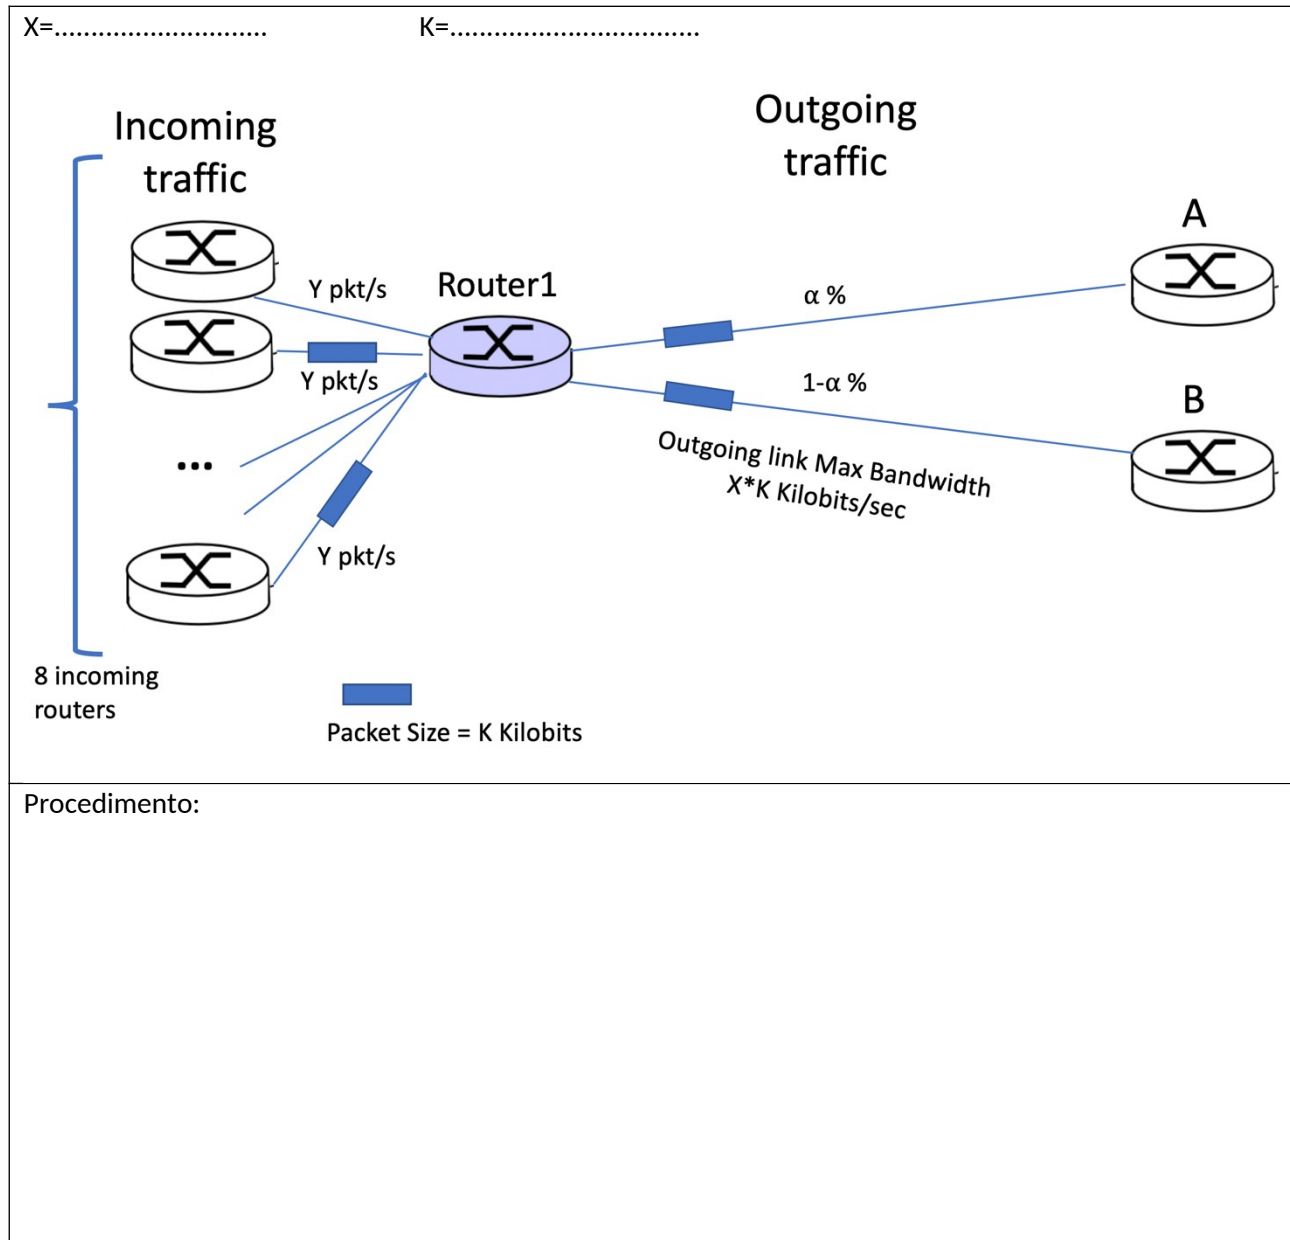 X=............................. K=..................................
Incoming
traffic
Outgoing
traffic
A
Y pkt/s
Router1
α %
Y pkt/s
1-α %
B
Outgoing link Max Bandwidth
X*K Kilobits/sec
...
Y pkt/s
8 incoming
routers
Packet Size = K Kilobits
Procedimento: